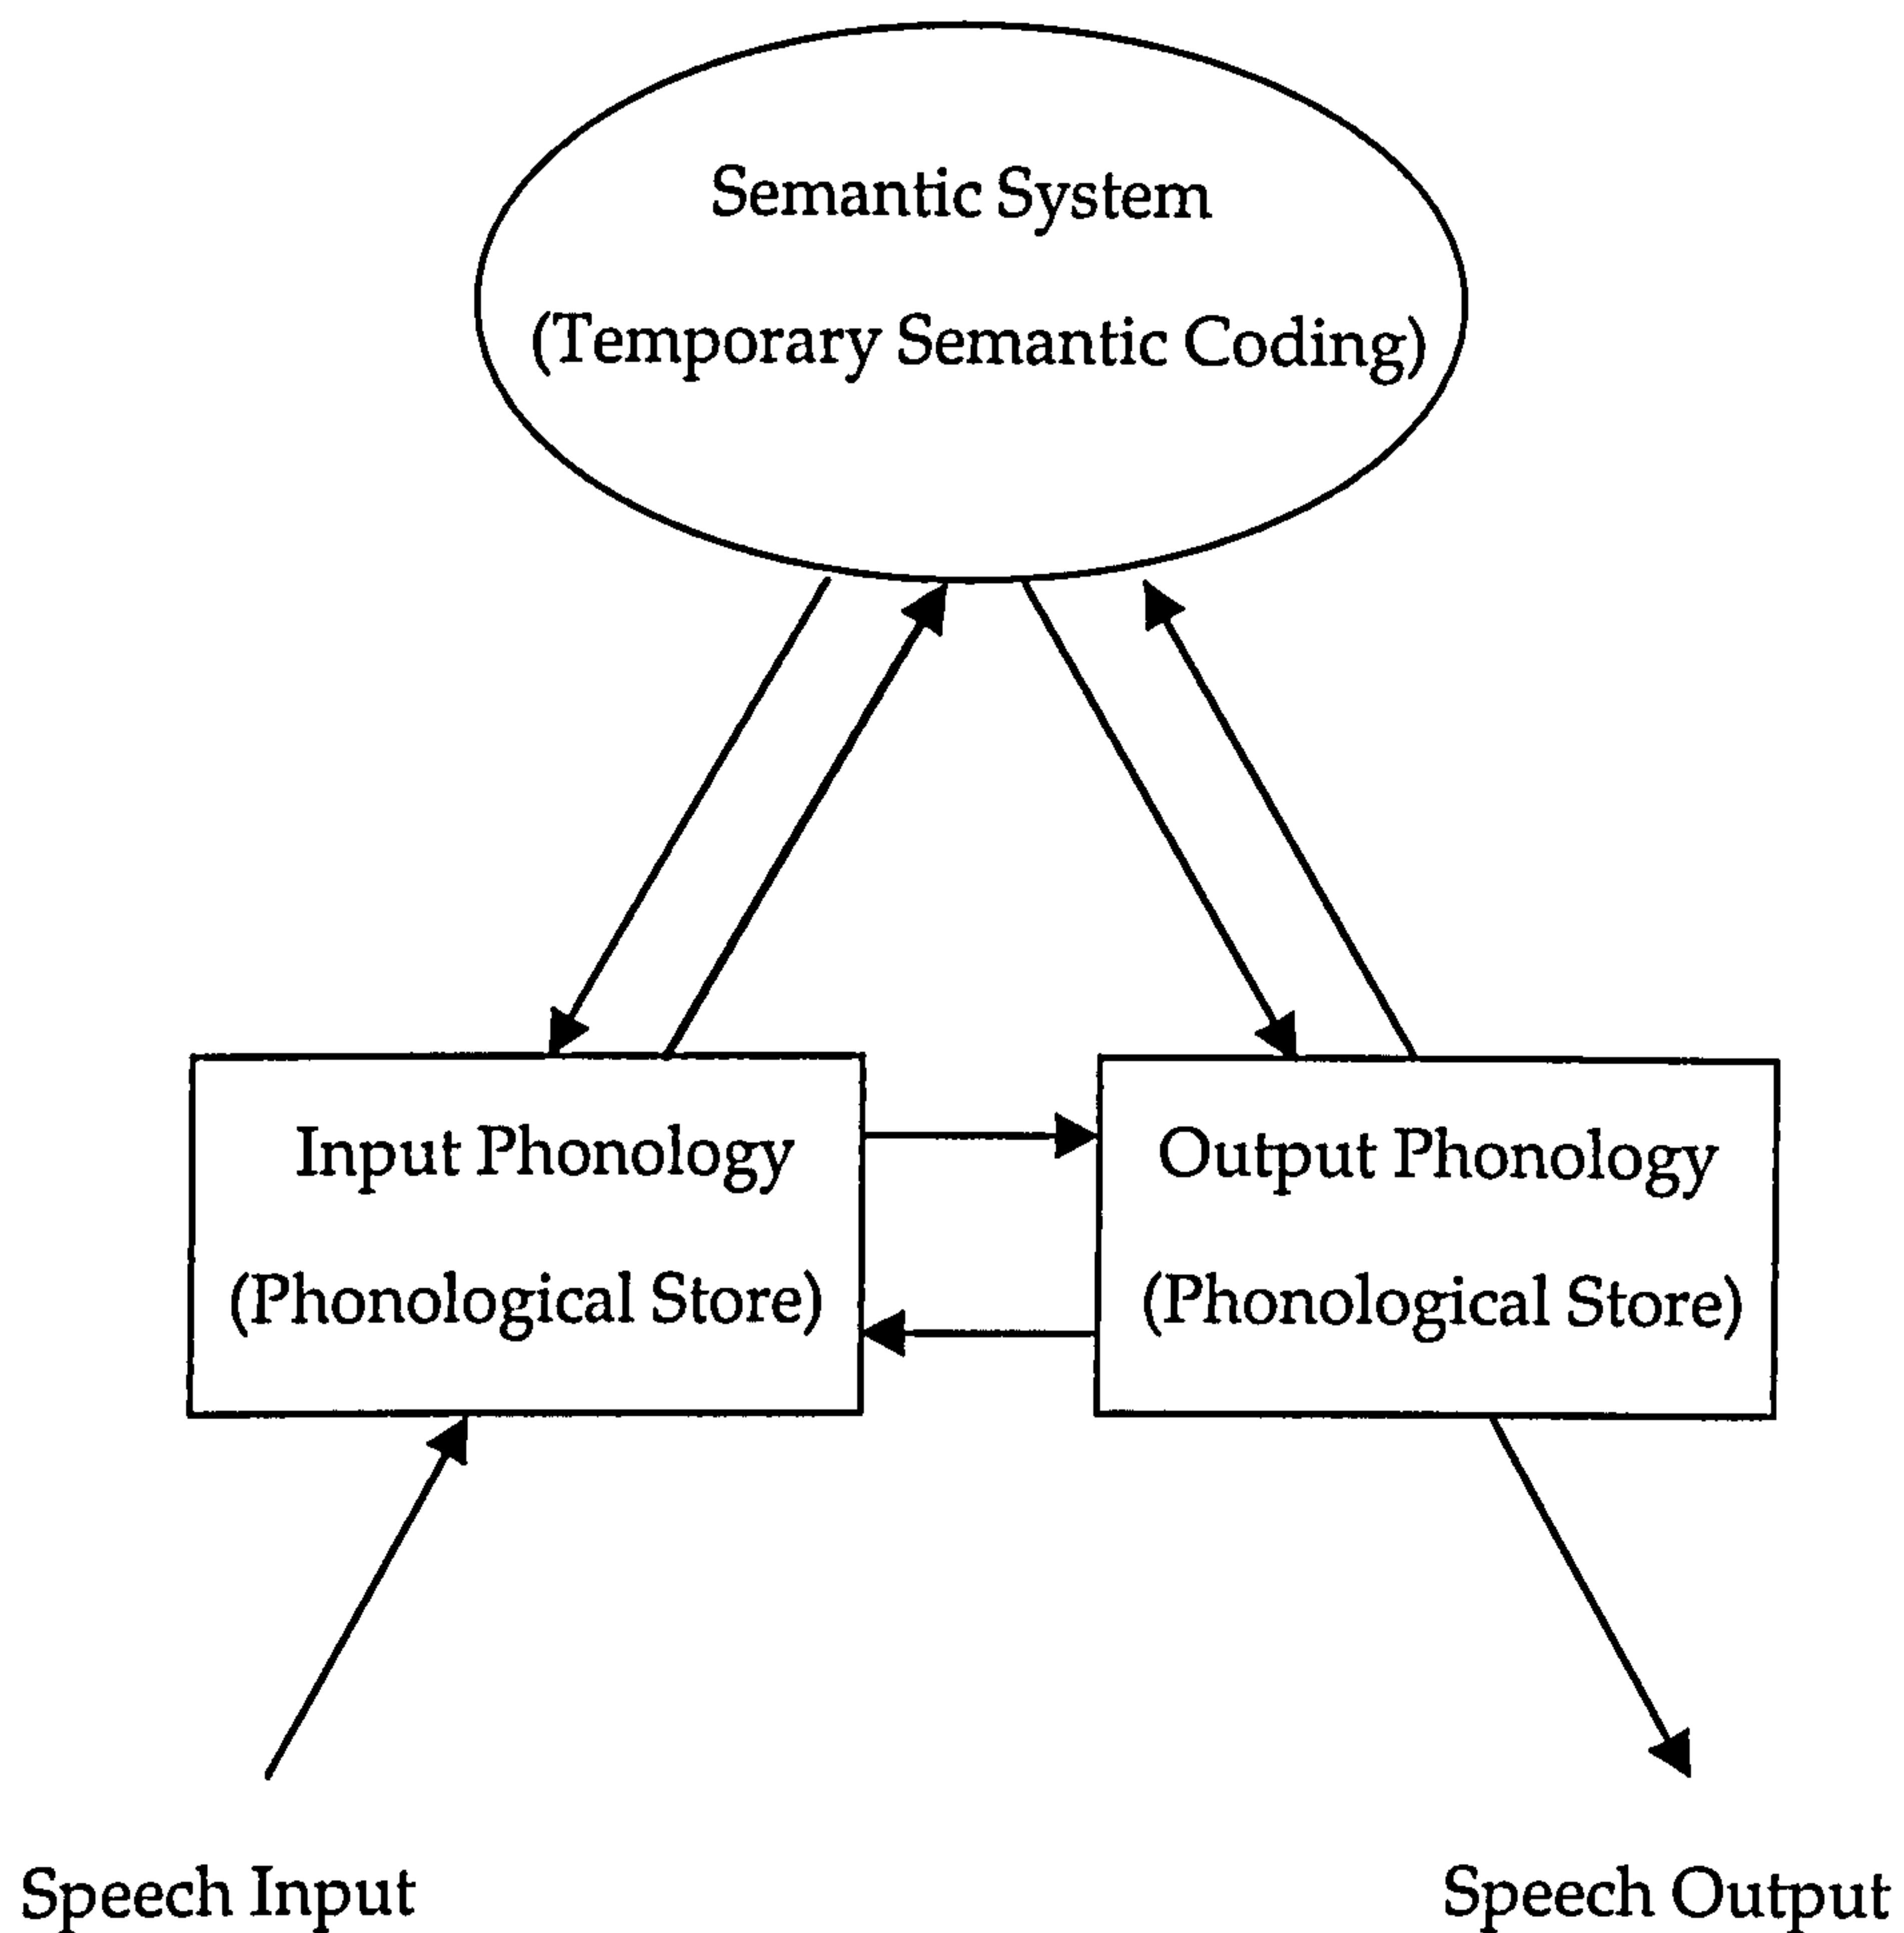 Semantic System
(Temporary Semantic Coding)
Input Phonology
(Phonological Store)
Output Phonology
(Phonological Store)
Speech Input
Speech Output